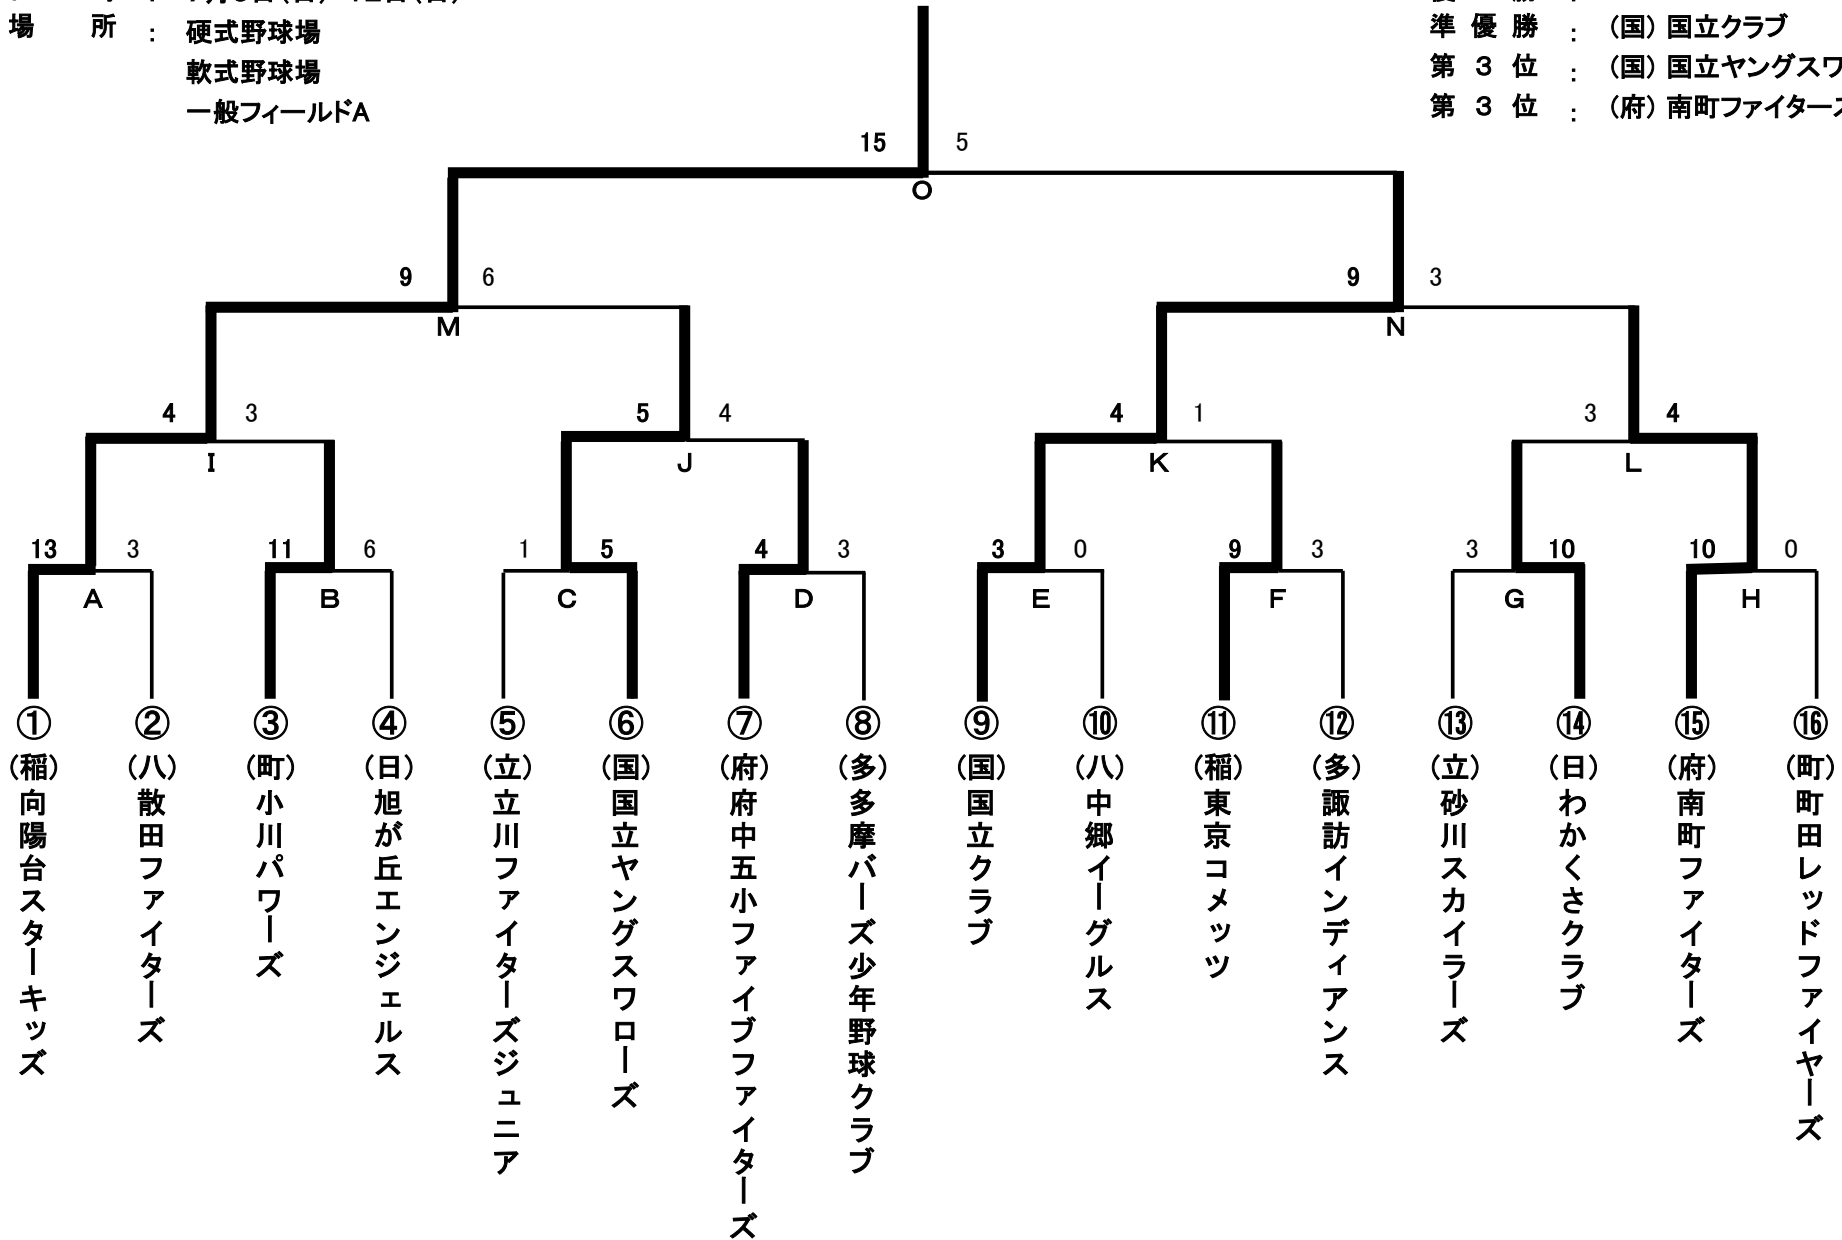 場 所 : 硬式野球場
軟式野球場
一般フィールドA
準優勝 : (国) 国立クラブ
第3位 : (国) 国立ヤングスワ
第3位 : (府) 南町ファイターズ
15 5
O
9 6
M
9 3
N
4 3
I
5 4
J
4 1
K
3 4
L
13 3
A
11 6
B
1 5
C
4 3
D
3 0
E
9 3
F
3 10
G
10 0
H
① (稲) 向陽台スターキッズ
② (八) 散田ファイターズ
③ (町) 小川パワーズ
④ (日) 旭が丘エンジェルス
⑤ (立) 立川ファイターズジュニア
⑥ (国) 国立ヤングスワローズ
⑦ (府) 府中五小ファイブファイターズ
⑧ (多) 多摩バーズ少年野球クラブ
⑨ (国) 国立クラブ
⑩ (八) 中郷イーグルス
⑪ (稲) 東京コメッツ
⑫ (多) 諏訪インディアンス
⑬ (立) 砂川スカイラーズ
⑭ (日) わかくさクラブ
⑮ (府) 南町ファイターズ
⑯ (町) 町田レッドファイヤーズ